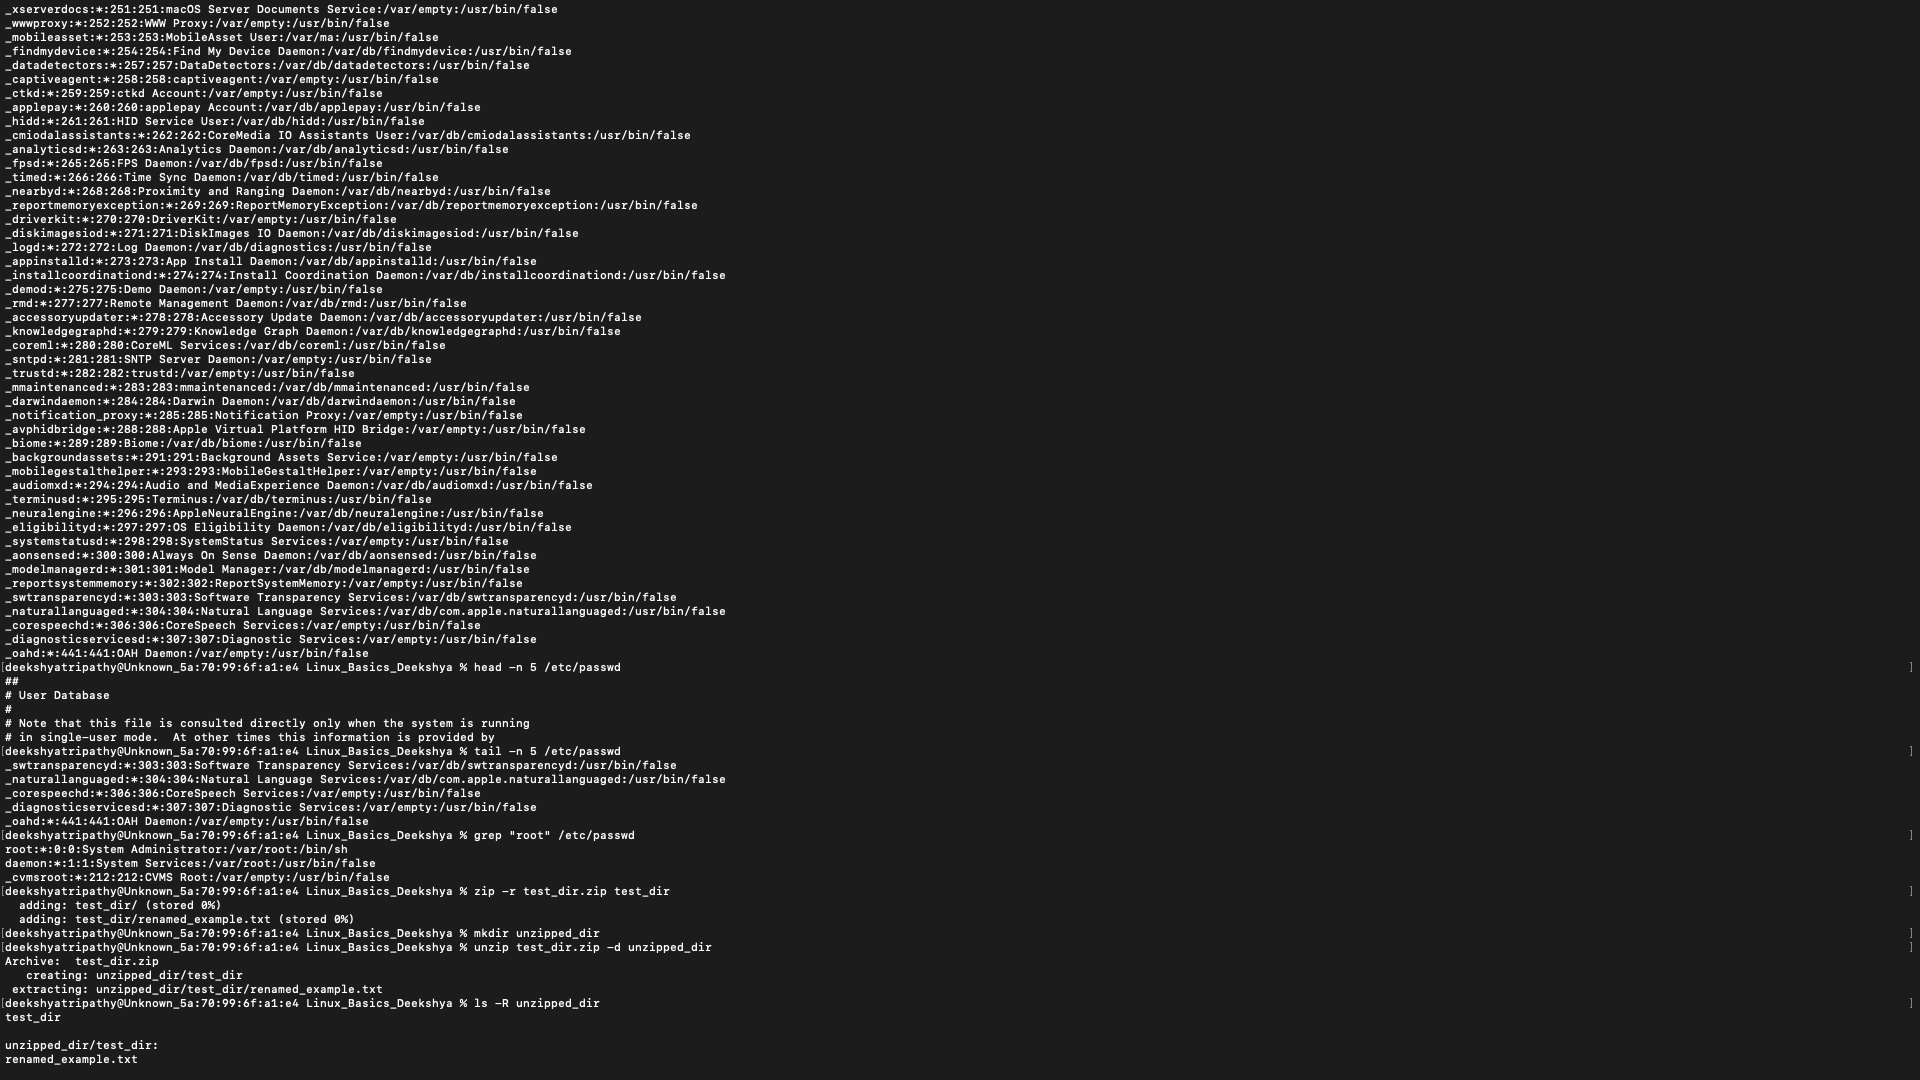 _xserverdocs:*:251:251:macOS Server Documents Service:/var/empty:/usr/bin/false
_wwwproxy:*:252:252:WWW Proxy:/var/empty:/usr/bin/false
_mobileasset:*:253:253:MobileAsset User:/var/ma:/usr/bin/false
_findmydevice:*:254:254:Find My Device Daemon:/var/db/findmydevice:/usr/bin/false
_datadetectors:*:257:257:DataDetectors:/var/db/datadetectors:/usr/bin/false
_captiveagent:*:258:258:captiveagent:/var/empty:/usr/bin/false
_ctkd:*:259:259:ctkd Account:/var/empty:/usr/bin/false
_applepay:*:260:260:applepay Account:/var/db/applepay:/usr/bin/false
_hidd:*:261:261:HID Service User:/var/db/hidd:/usr/bin/false
_cmiodalassistants:*:262:262:CoreMedia IO Assistants User:/var/db/cmiodalassistants:/usr/bin/false
_analyticsd:*:263:263:Analytics Daemon:/var/db/analyticsd:/usr/bin/false
_fpsd:*:265:265:FPS Daemon:/var/db/fpsd:/usr/bin/false
_timed:*:266:266:Time Sync Daemon:/var/db/timed:/usr/bin/false
_nearbyd:*:268:268:Proximity and Ranging Daemon:/var/db/nearbyd:/usr/bin/false
_reportmemoryexception:*:269:269:ReportMemoryException:/var/db/reportmemoryexception:/usr/bin/false
_driverkit:*:270:270:DriverKit:/var/empty:/usr/bin/false
_diskimagesiod:*:271:271:DiskImages IO Daemon:/var/db/diskimagesiod:/usr/bin/false
_logd:*:272:272:Log Daemon:/var/db/diagnostics:/usr/bin/false
_appinstalld:*:273:273:App Install Daemon:/var/db/appinstalld:/usr/bin/false
_installcoordinationd:*:274:274:Install Coordination Daemon:/var/db/installcoordinationd:/usr/bin/false
_demod:*:275:275:Demo Daemon:/var/empty:/usr/bin/false
_rmd:*:277:277:Remote Management Daemon:/var/db/rmd:/usr/bin/false
_accessoryupdater:*:278:278:Accessory Update Daemon:/var/db/accessoryupdater:/usr/bin/false
_knowledgegraphd:*:279:279:Knowledge Graph Daemon:/var/db/knowledgegraphd:/usr/bin/false
_coreml:*:280:280:CoreML Services:/var/db/coreml:/usr/bin/false
_sntpd:*:281:281:SNTP Server Daemon:/var/empty:/usr/bin/false
_trustd:*:282:282:trustd:/var/empty:/usr/bin/false
_mmaintenanced:*:283:283:mmaintenanced:/var/db/mmaintenanced:/usr/bin/false
_darwindaemon:*:284:284:Darwin Daemon:/var/db/darwindaemon:/usr/bin/false
_notification_proxy:*:285:285:Notification Proxy:/var/empty:/usr/bin/false
_avphidbridge:*:288:288:Apple Virtual Platform HID Bridge:/var/empty:/usr/bin/false
_biome:*:289:289:Biome:/var/db/biome:/usr/bin/false
_backgroundassets:*:291:291:Background Assets Service:/var/empty:/usr/bin/false
_mobilegestalthelper:*:293:293:MobileGestaltHelper:/var/empty:/usr/bin/false
_audiomxd:*:294:294:Audio and MediaExperience Daemon:/var/db/audiomxd:/usr/bin/false
_terminusd:*:295:295:Terminus:/var/db/terminus:/usr/bin/false
_neuralengine:*:296:296:AppleNeuralEngine:/var/db/neuralengine:/usr/bin/false
_eligibilityd:*:297:297:OS Eligibility Daemon:/var/db/eligibilityd:/usr/bin/false
_systemstatusd:*:298:298:SystemStatus Services:/var/empty:/usr/bin/false
_aonsensed:*:300:300:Always On Sense Daemon:/var/db/aonsensed:/usr/bin/false
_modelmanagerd:*:301:301:Model Manager:/var/db/modelmanagerd:/usr/bin/false
_reportsystemmemory:*:302:302:ReportSystemMemory:/var/empty:/usr/bin/false
_swtransparencyd:*:303:303:Software Transparency Services:/var/db/swtransparencyd:/usr/bin/false
_naturallanguaged:*:304:304:Natural Language Services:/var/db/com.apple.naturallanguaged:/usr/bin/false
_corespeechd:*:306:306:CoreSpeech Services:/var/empty:/usr/bin/false
_diagnosticservicesd:*:307:307:Diagnostic Services:/var/empty:/usr/bin/false
_oahd:*:441:441:OAH Daemon:/var/empty:/usr/bin/false
[deekshyatripathy@Unknown_5a:70:99:6f:a1:e4 Linux_Basics_Deekshya % head -n 5 /etc/passwd ]
##
# User Database
#
# Note that this file is consulted directly only when the system is running
# in single-user mode.  At other times this information is provided by
[deekshyatripathy@Unknown_5a:70:99:6f:a1:e4 Linux_Basics_Deekshya % tail -n 5 /etc/passwd ]
_swtransparencyd:*:303:303:Software Transparency Services:/var/db/swtransparencyd:/usr/bin/false
_naturallanguaged:*:304:304:Natural Language Services:/var/db/com.apple.naturallanguaged:/usr/bin/false
_corespeechd:*:306:306:CoreSpeech Services:/var/empty:/usr/bin/false
_diagnosticservicesd:*:307:307:Diagnostic Services:/var/empty:/usr/bin/false
_oahd:*:441:441:OAH Daemon:/var/empty:/usr/bin/false
[deekshyatripathy@Unknown_5a:70:99:6f:a1:e4 Linux_Basics_Deekshya % grep "root" /etc/passwd ]
root:*:0:0:System Administrator:/var/root:/bin/sh
daemon:*:1:1:System Services:/var/root:/usr/bin/false
_cvmsroot:*:212:212:CVMS Root:/var/empty:/usr/bin/false
[deekshyatripathy@Unknown_5a:70:99:6f:a1:e4 Linux_Basics_Deekshya % zip -r test_dir.zip test_dir ]
  adding: test_dir/ (stored 0%)
  adding: test_dir/renamed_example.txt (stored 0%)
[deekshyatripathy@Unknown_5a:70:99:6f:a1:e4 Linux_Basics_Deekshya % mkdir unzipped_dir ]
[deekshyatripathy@Unknown_5a:70:99:6f:a1:e4 Linux_Basics_Deekshya % unzip test_dir.zip -d unzipped_dir ]
Archive:  test_dir.zip
   creating: unzipped_dir/test_dir
 extracting: unzipped_dir/test_dir/renamed_example.txt
[deekshyatripathy@Unknown_5a:70:99:6f:a1:e4 Linux_Basics_Deekshya % ls -R unzipped_dir ]
test_dir

unzipped_dir/test_dir:
renamed_example.txt